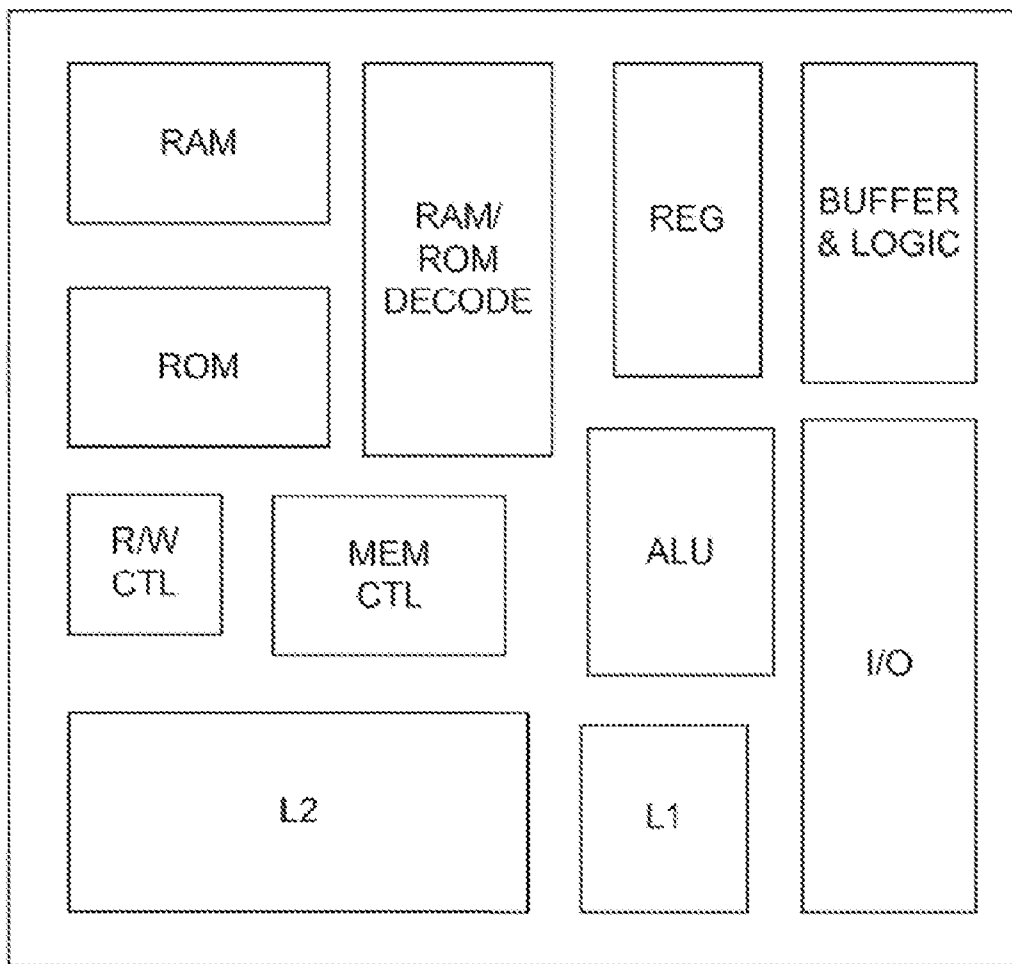 RAM
RAM/
ROM
DECODE
REG
BUFFER
& LOGIC
ROM
R/W
CTL
MEM
CTL
ALU
I/O
L2
L1